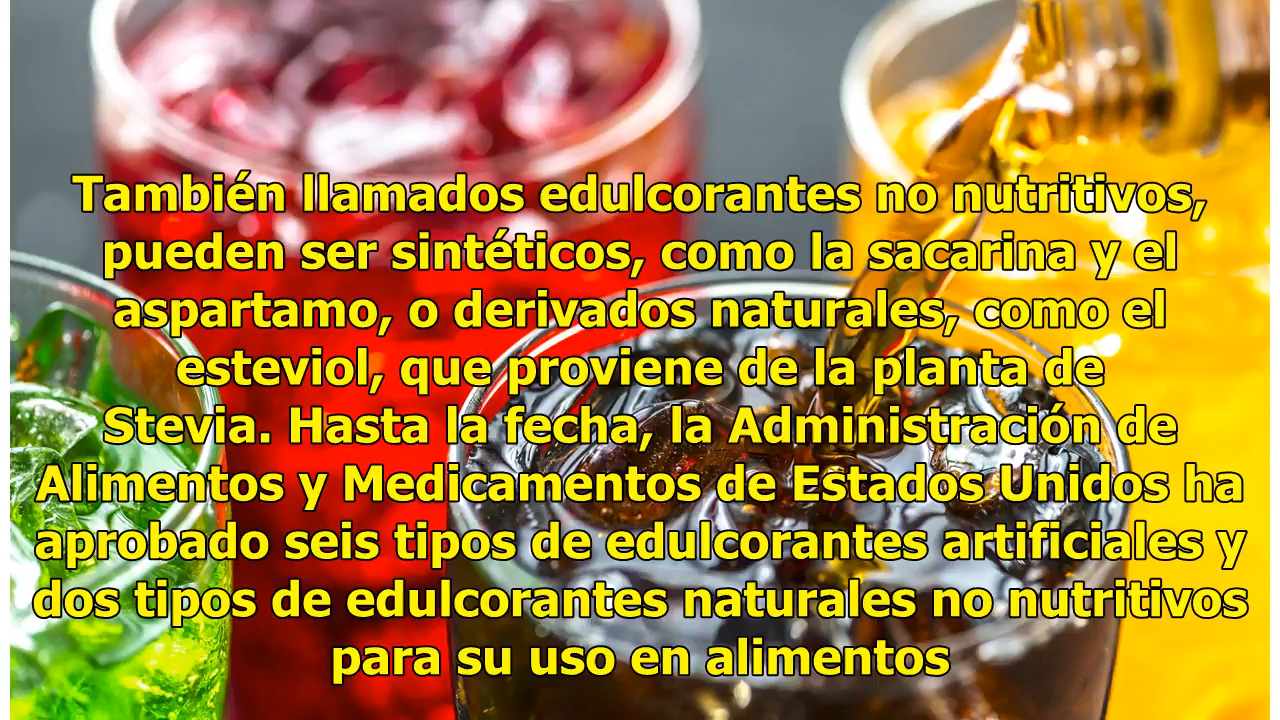 También llamados edulcorantes no nutritivos,
pueden ser sintéticos, como la sacarina y el
aspartamo, o derivados naturales, como el
esteviol, que proviene de la planta de
Stevia. Hasta la fecha, la Administración de
Alimentos y Medicamentos de Estados Unidos ha
aprobado seis tipos de edulcorantes artificiales y
dos tipos de edulcorantes naturales no nutritivos
para su uso en alimentos